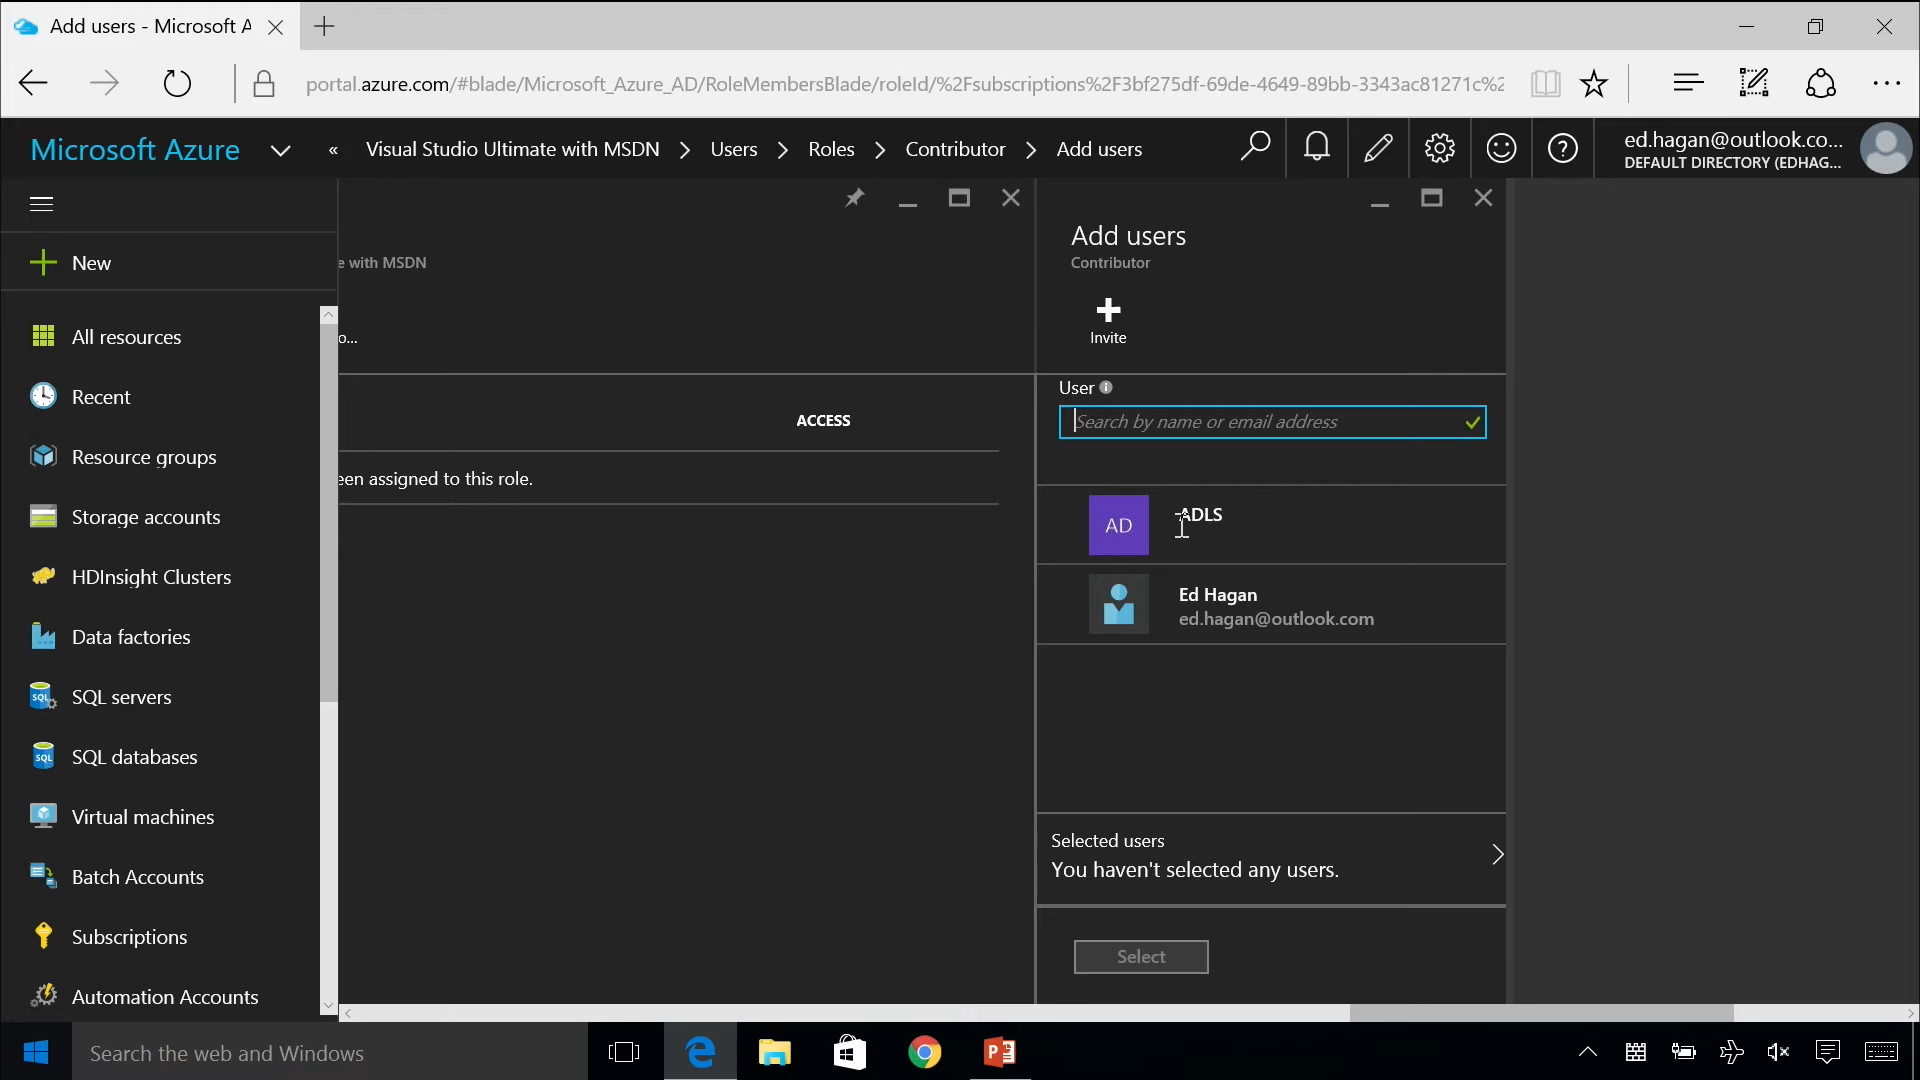 Add users - Microsoft A
portal.azure.com/#blade/Microsoft_Azure_AD/RoleMembersBlade/roleId/%2Fsubscriptions%2F3bf275df-69de-4649-89bb-3343ac81271c%2
Microsoft Azure
« Visual Studio Ultimate with MSDN > Users > Roles > Contributor > Add users
ed.hagan@outlook.co...
DEFAULT DIRECTORY (EDHAG...
New
All resources
Recent
Resource groups
Storage accounts
HDInsight Clusters
Data factories
SQL servers
SQL databases
Virtual machines
Batch Accounts
Subscriptions
Automation Accounts
e with MSDN
o...
ACCESS
een assigned to this role.
Add users
Contributor
Invite
User
Search by name or email address
AD
ADLS
Ed Hagan
ed.hagan@outlook.com
Selected users
You haven't selected any users.
Select
Search the web and Windows